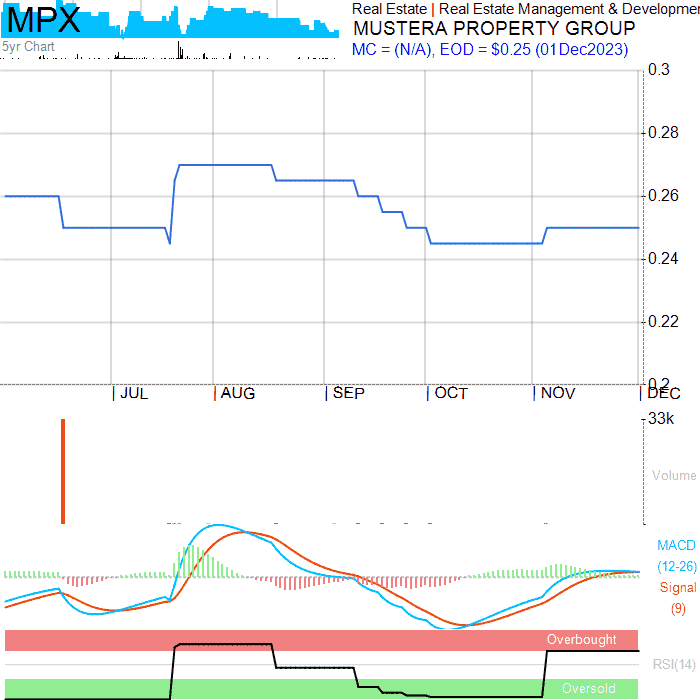 MPX
5yr Chart
Real Estate | Real Estate Management & Developmen
MUSTERA PROPERTY GROUP
MC = (N/A), EOD = $0.25 (01Dec2023)
0.3
0.28
0.26
0.24
0.22
0.2
| JUL | AUG | SEP | OCT | NOV | DEC
33k
Volume
MACD
(12-26)
Signal
(9)
Overbought
RSI(14)
Oversold